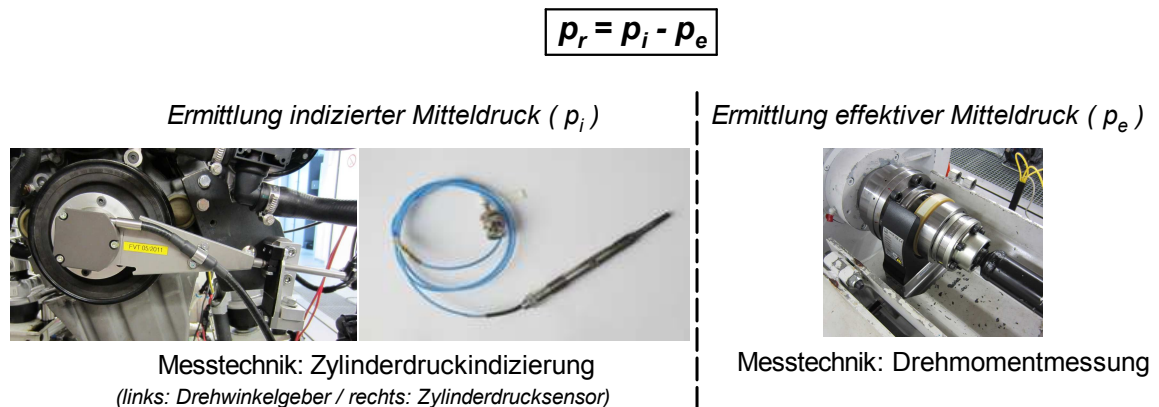 p_r = p_i - p_e
Ermittlung indizierter Mitteldruck ( p_i )
Ermittlung effektiver Mitteldruck ( p_e )
FVT 05/2011
Messtechnik: Zylinderdruckindizierung
(links: Drehwinkelgeber / rechts: Zylinderdrucksensor)
Messtechnik: Drehmomentmessung